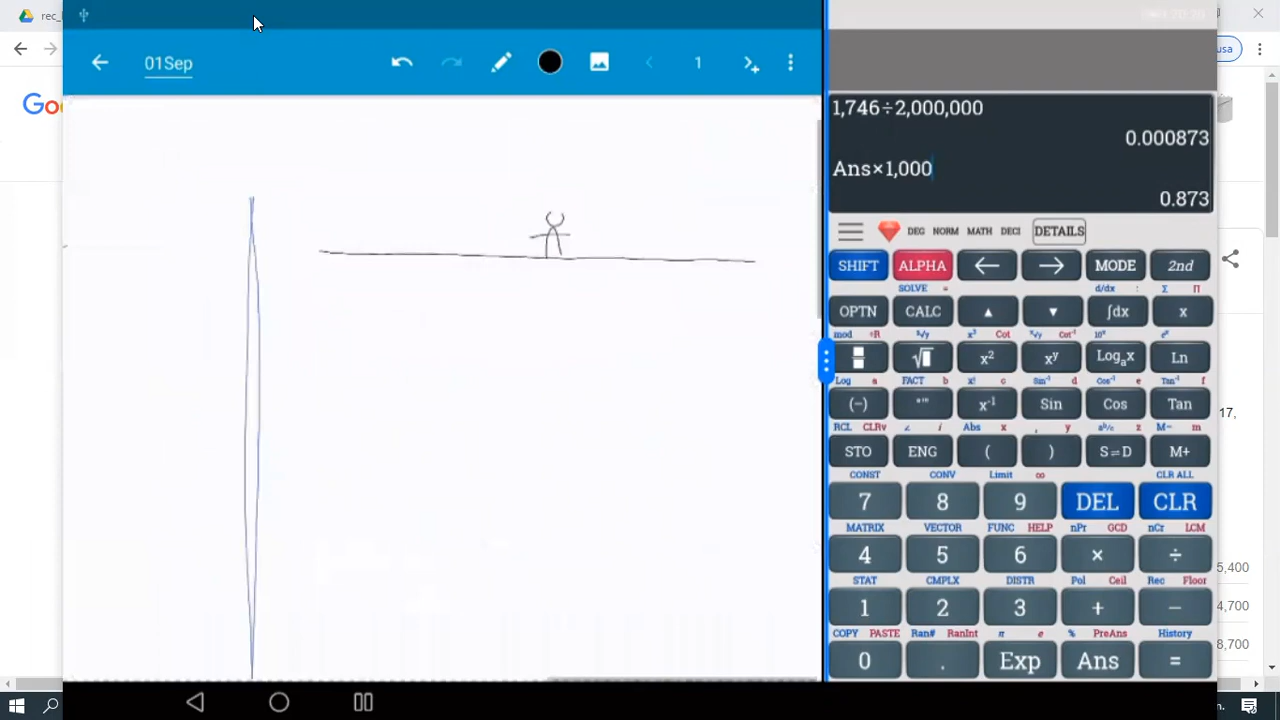 rec_
usa
Goo
01Sep
1
1,746÷2,000,000
0.000873
Ans×1,000
0.873
DEG NORM MATH DECI DETAILS
SHIFT ALPHA ← → MODE 2nd
SOLVE = d/dx : Σ Π
OPTN CALC ▲ ▼ ∫dx x
mod ÷R x³ Cot Cot⁻¹ 10ˣ eˣ
√ x² xʸ Logₐx Ln
Log a FACT b x! c Sin⁻¹ d Cos⁻¹ e Tan⁻¹ f
(−) °''' x⁻¹ Sin Cos Tan
RCL CLRv ∠ i Abs x , y aᵇ/c z M− m
STO ENG ( ) S=D M+
CONST CONV Limit ∞ CLR ALL
7 8 9 DEL CLR
MATRIX VECTOR FUNC HELP nPr GCD nCr LCM
4 5 6 × ÷
STAT CMPLX DISTR Pol Ceil Rec Floor
1 2 3 + −
COPY PASTE Ran# RanInt π e % PreAns History
0 . Exp Ans =
17,
5,400
4,700
8,700
n.